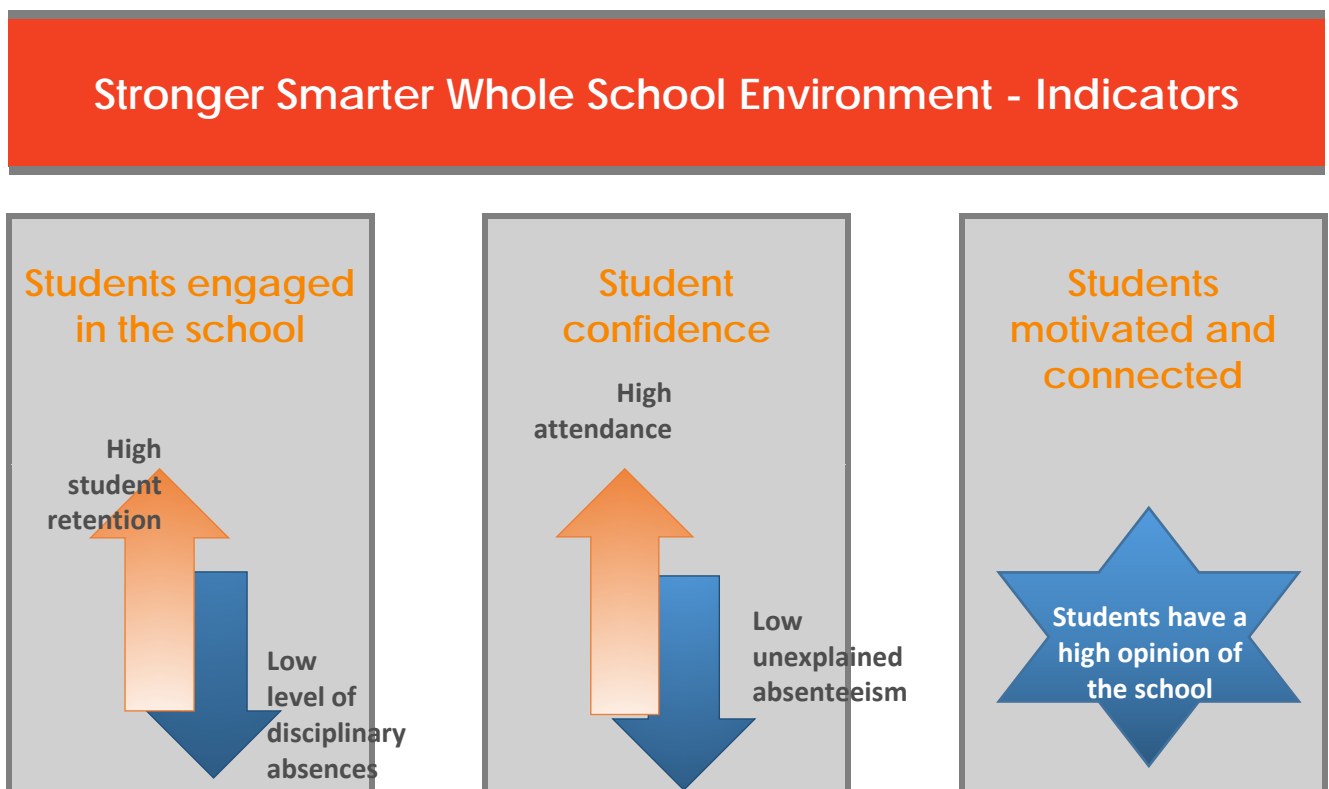 Stronger Smarter Whole School Environment - Indicators
Students engaged
in the school
High
student
retention
Low
level of
disciplinary
absences
Student
confidence
High
attendance
Low
unexplained
absenteeism
Students
motivated and
connected
Students have a
high opinion of
the school